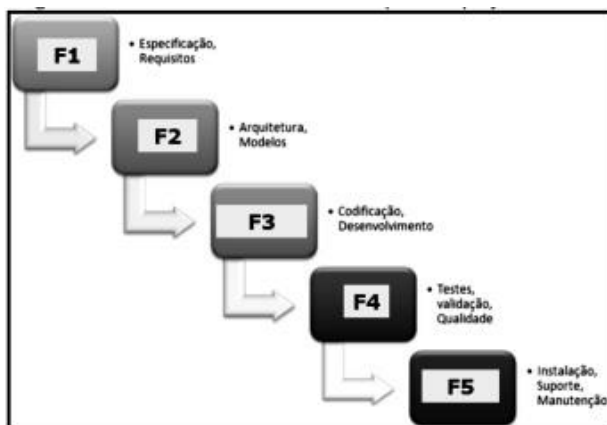 F1
• Especificação,
Requisitos
F2
• Arquitetura,
Modelos
F3
• Codificação,
Desenvolvimento
F4
• Testes,
validação,
Qualidade
F5
• Instalação,
Suporte,
Manutenção